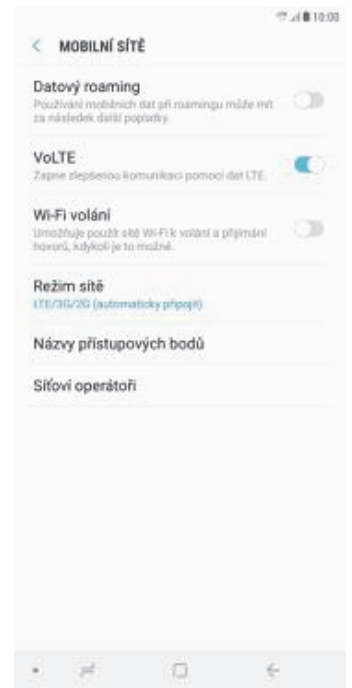 10:00
MOBILNÍ SÍTĚ
Datový roaming
Používání mobilních dat při roamingu může mít
za následek další poplatky.
VoLTE
Zapne zlepšenou komunikaci pomocí dat LTE.
Wi-Fi volání
Umožňuje použít sítě Wi-Fi k volání a přijímání
hovorů, kdykoli je to možné.
Režim sítě
LTE/3G/2G (automaticky připojit)
Názvy přístupových bodů
Síťoví operátoři